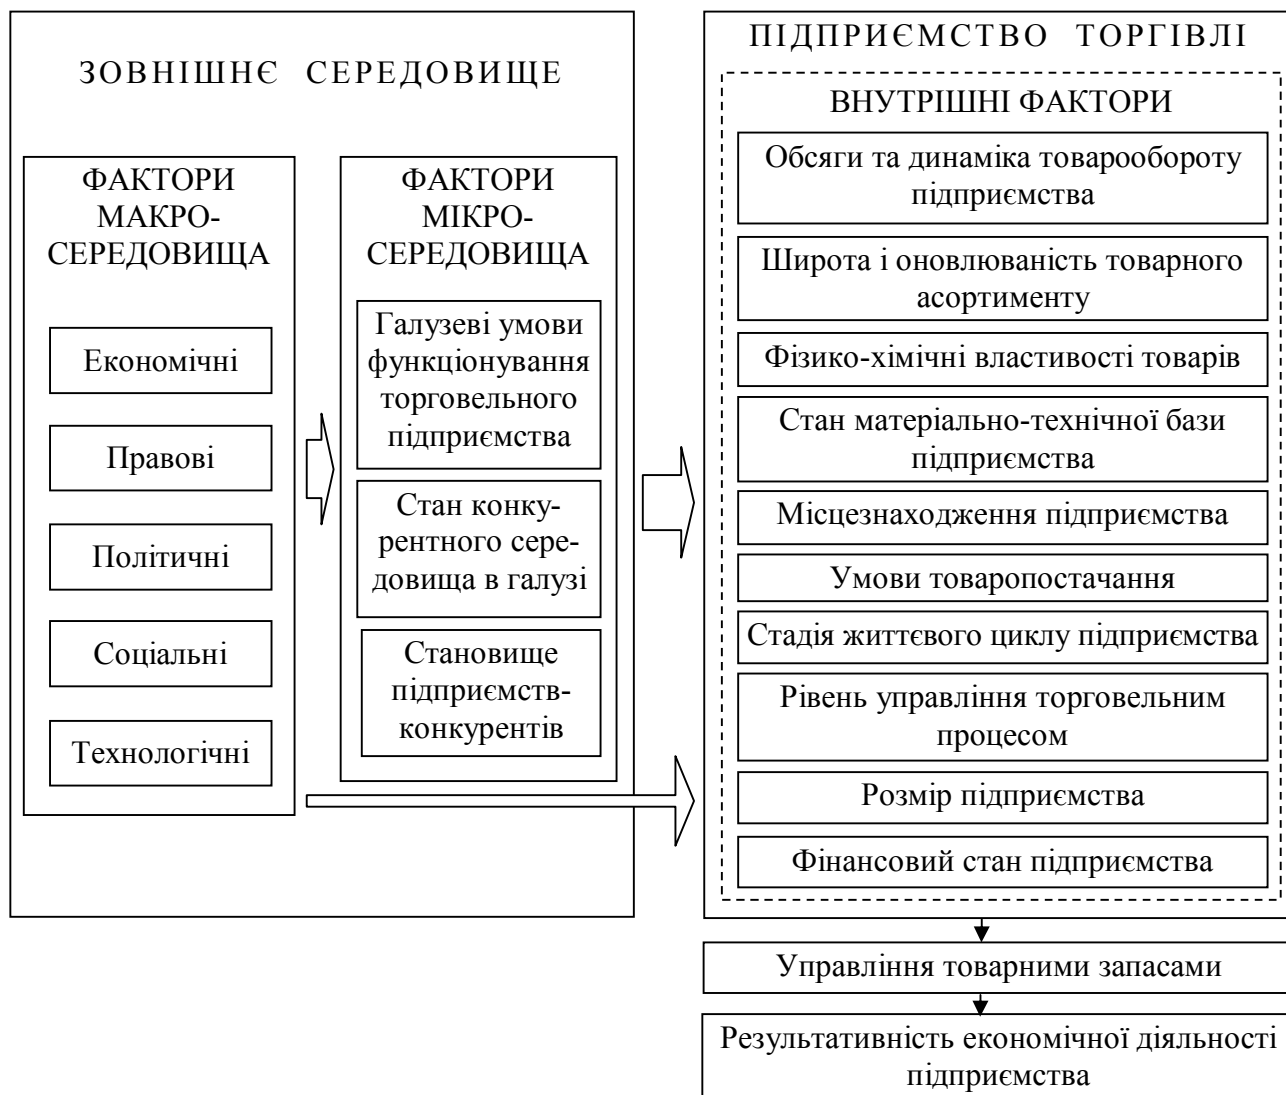 ЗОВНІШНЄ СЕРЕДОВИЩЕ
ФАКТОРИ
МАКРО-
СЕРЕДОВИЩА
Економічні
Правові
Політичні
Соціальні
Технологічні
ФАКТОРИ
МІКРО-
СЕРЕДОВИЩА
Галузеві умови
функціонування
торговельного
підприємства
Стан конку-
рентного сере-
довища в галузі
Становище
підприємств-
конкурентів
ПІДПРИЄМСТВО ТОРГІВЛІ
ВНУТРІШНІ ФАКТОРИ
Обсяги та динаміка товарообороту
підприємства
Широта і оновлюваність товарного
асортименту
Фізико-хімічні властивості товарів
Стан матеріально-технічної бази
підприємства
Місцезнаходження підприємства
Умови товаропостачання
Стадія життєвого циклу підприємства
Рівень управління торговельним
процесом
Розмір підприємства
Фінансовий стан підприємства
Управління товарними запасами
Результативність економічної діяльності
підприємства